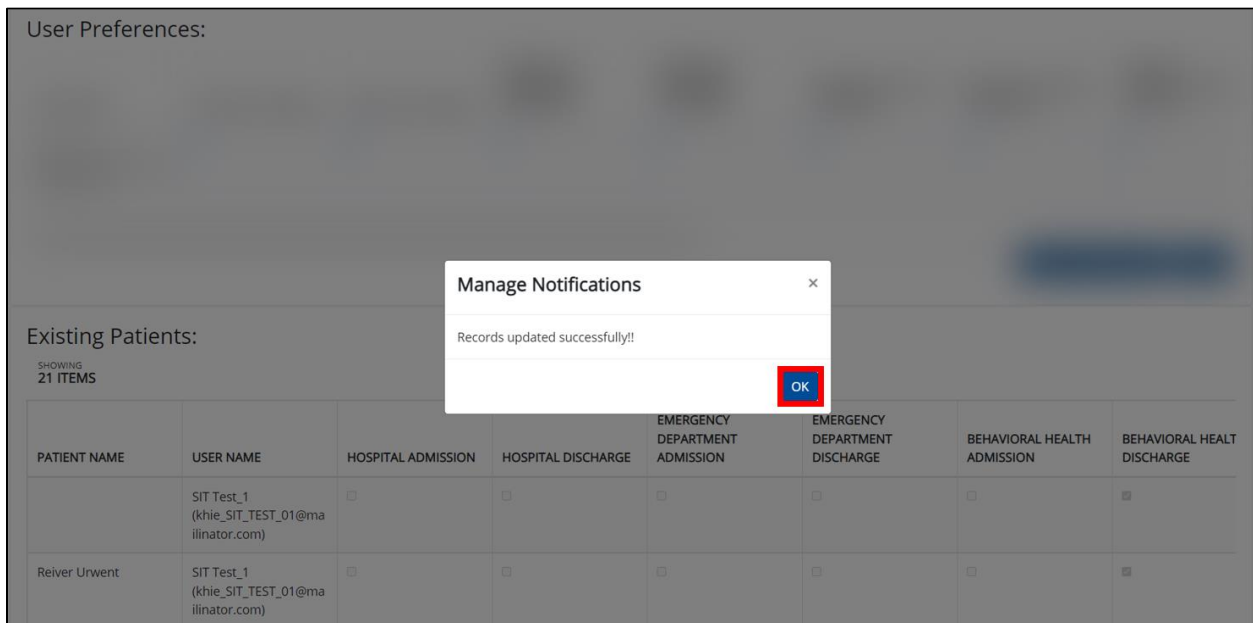 User Preferences:
Manage Notifications ×
Records updated successfully!!
OK
Existing Patients:
SHOWING
21 ITEMS
PATIENT NAME
USER NAME
HOSPITAL ADMISSION
HOSPITAL DISCHARGE
EMERGENCY
DEPARTMENT
ADMISSION
EMERGENCY
DEPARTMENT
DISCHARGE
BEHAVIORAL HEALTH
ADMISSION
BEHAVIORAL HEALT
DISCHARGE
SIT Test_1
(khie_SIT_TEST_01@ma
ilinator.com)
Reiver Urwent
SIT Test_1
(khie_SIT_TEST_01@ma
ilinator.com)